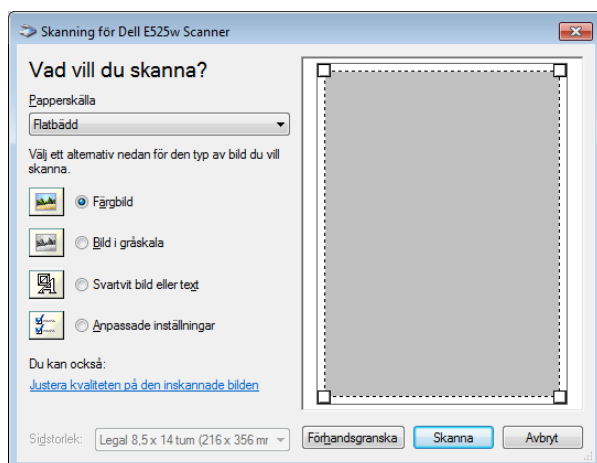 Skanning för Dell E525w Scanner
Vad vill du skanna?
Papperskälla
Flatbädd
Välj ett alternativ nedan för den typ av bild du vill
skanna.
Färgbild
Bild i gråskala
Svartvit bild eller text
Anpassade inställningar
Du kan också:
Justera kvaliteten på den inskannade bilden
Sidstorlek: Legal 8,5 x 14 tum (216 x 356 mr Förhandsgranska Skanna Avbryt